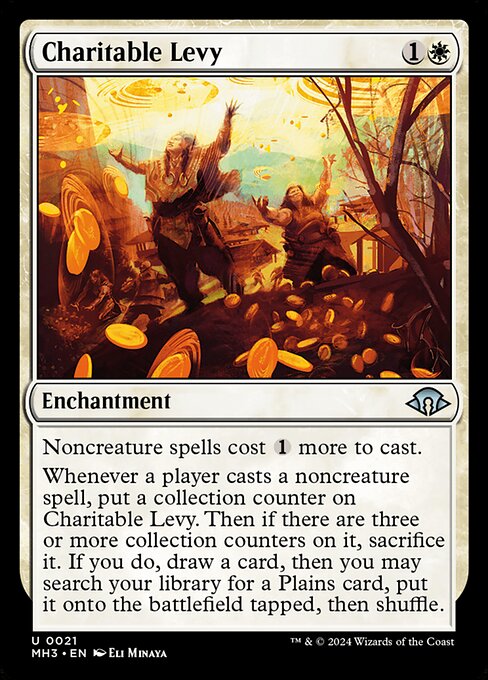 Charitable Levy 1
Enchantment
Noncreature spells cost 1 more to cast.
Whenever a player casts a noncreature
spell, put a collection counter on
Charitable Levy. Then if there are three
or more collection counters on it, sacrifice
it. If you do, draw a card, then you may
search your library for a Plains card, put
it onto the battlefield tapped, then shuffle.
U 0021
MH3 • EN Eli Minaya
™ & © 2024 Wizards of the Coast